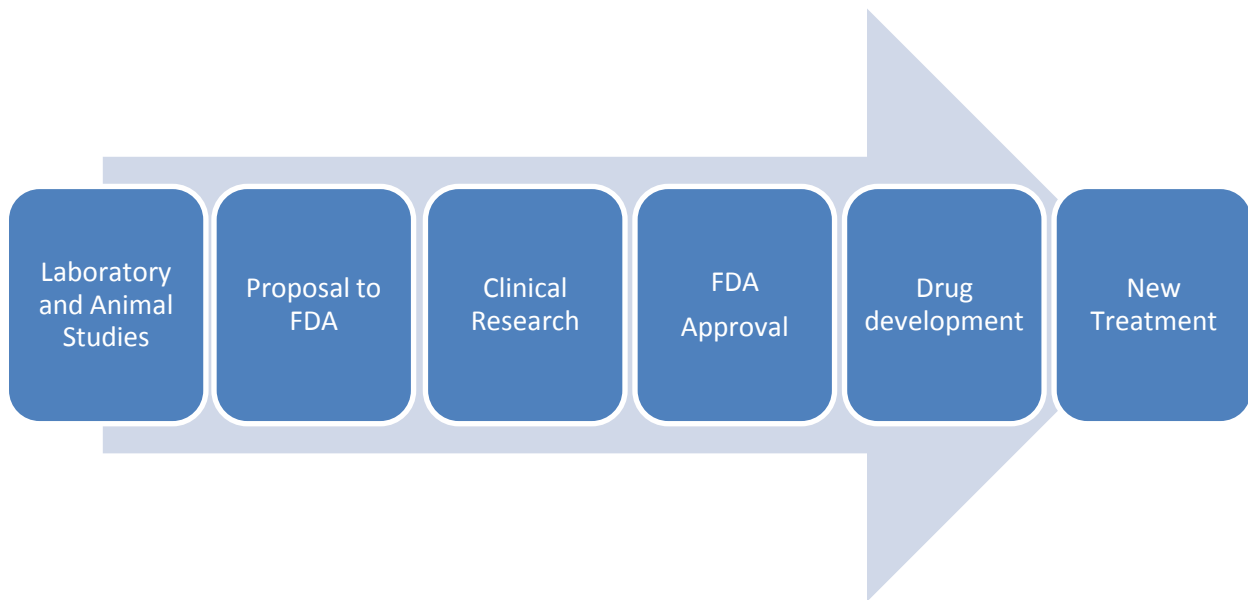 Laboratory
and Animal
Studies
Proposal to
FDA
Clinical
Research
FDA
Approval
Drug
development
New
Treatment